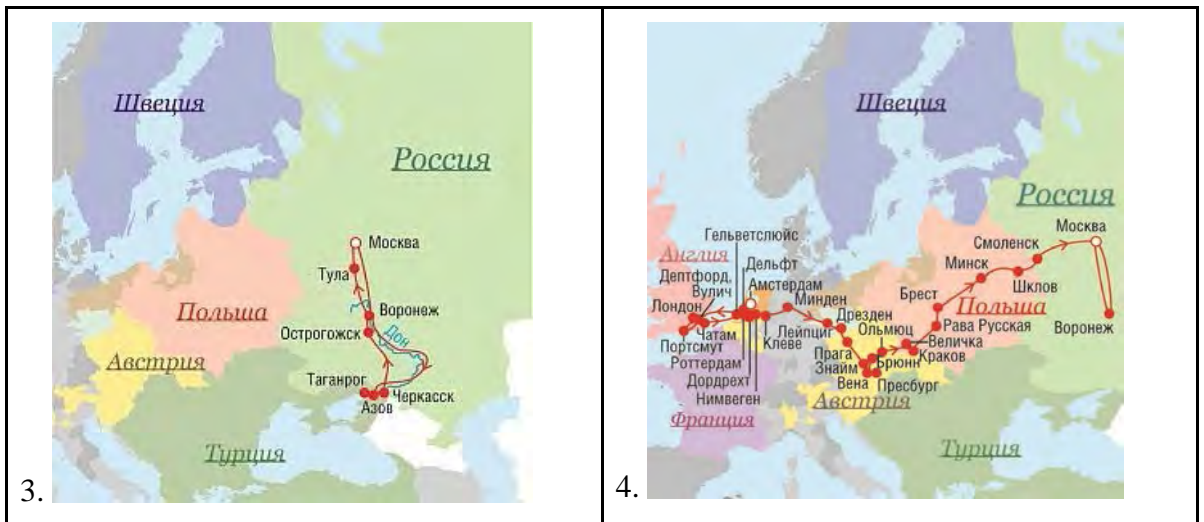 Швеция
Россия
Москва
Тула
Польша
Воронеж
Острогожск
Дон
Австрия
Таганрог
Черкасск
Азов
Турция
3.
Швеция
Россия
Москва
Гельветслюйс
Смоленск
Англия
Дельфт
Минск
Дептфорд,
Амстердам
Шклов
Вулич
Минден
Брест
Лондон
Дрезден
Польша
Ольмюц
Рава Русская
Воронеж
Чатам
Лейпциг
Величка
Портсмут
Клеве
Краков
Роттердам
Прага
Брюнн
Знайм
Дордрехт
Вена
Пресбург
Нимвеген
Австрия
Франция
Турция
4.